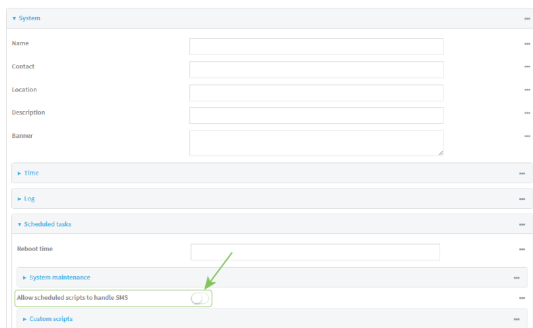 System
Name
Contact
Location
Description
Banner
Time
Log
Scheduled tasks
Reboot time
System maintenance
Allow scheduled scripts to handle SMS
Custom scripts